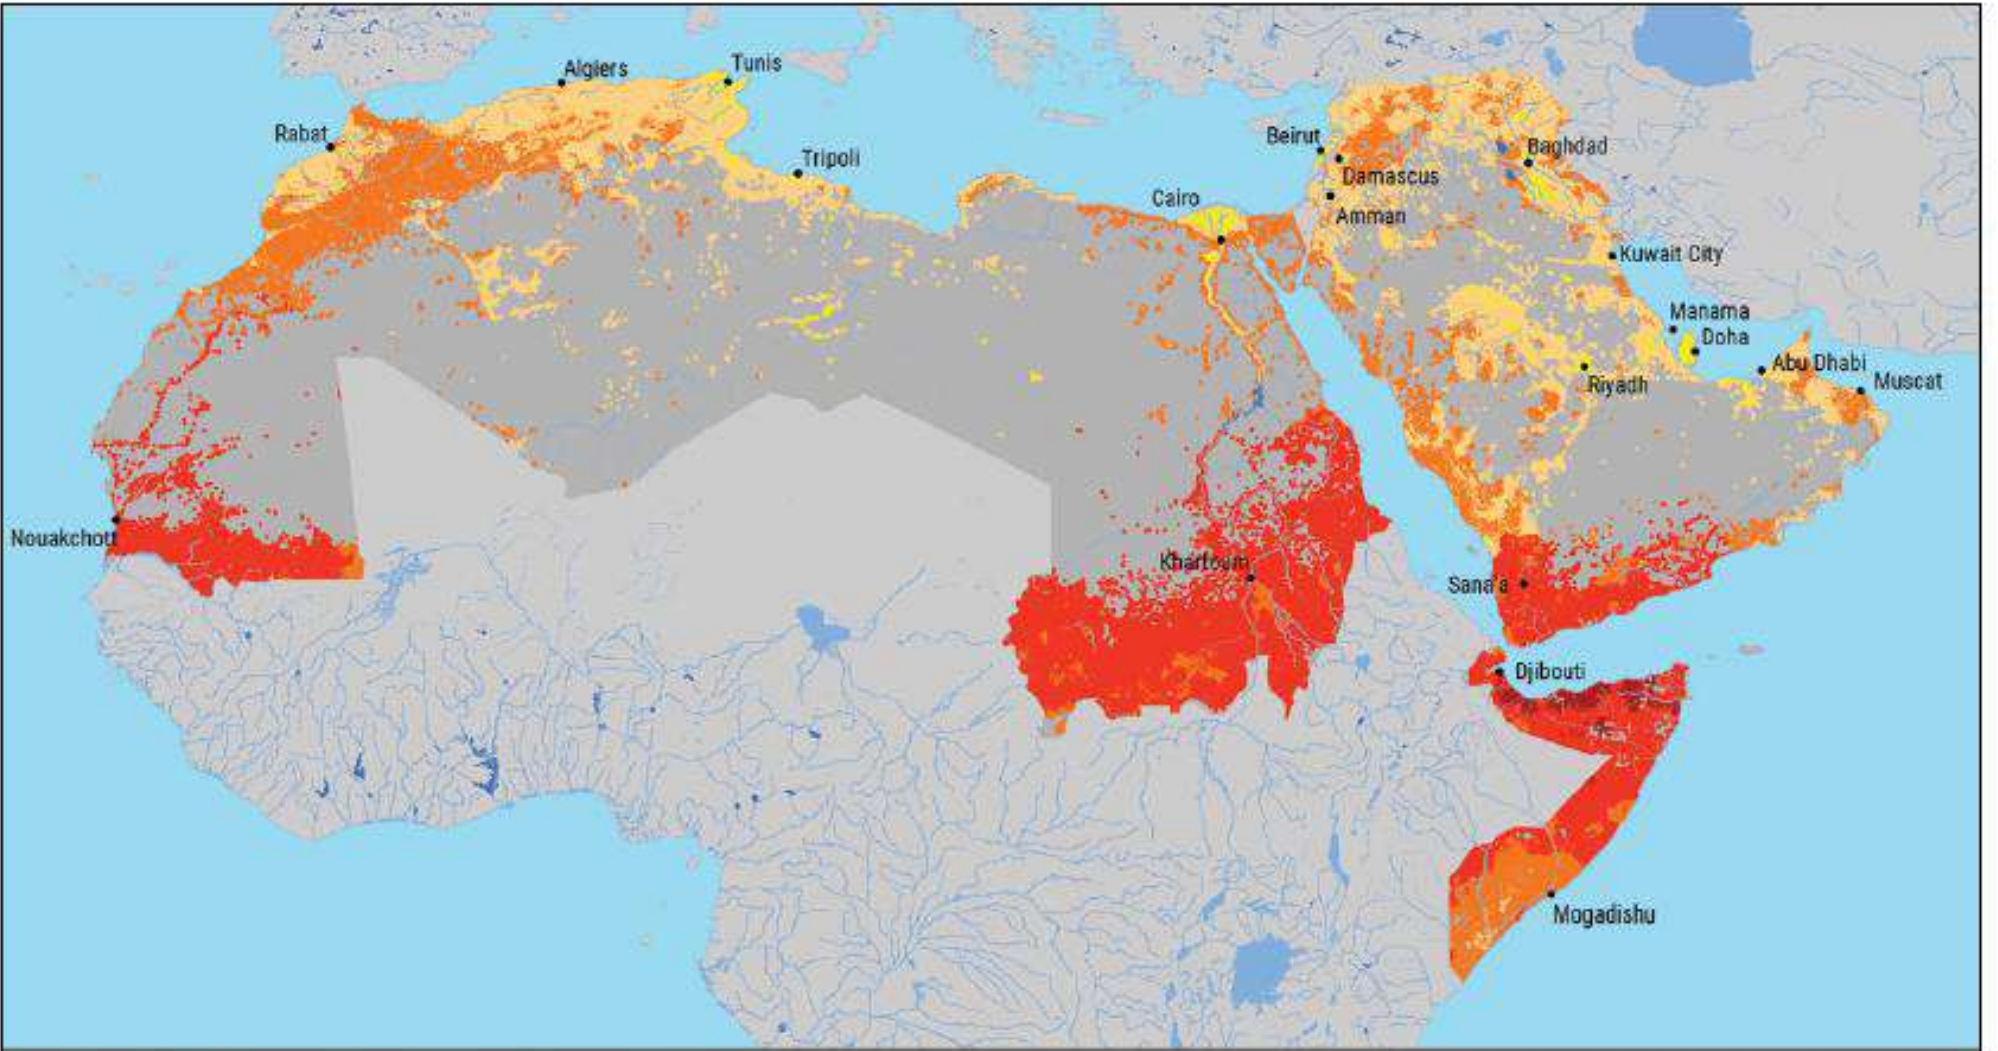 Algiers
Tunis
Rabat
Tripoli
Beirut
Baghdad
Damascus
Cairo
Amman
Kuwait City
Manama
Doha
Abu Dhabi
Muscat
Riyadh
Nouakchott
Khartoum
Sana'a
Djibouti
Mogadishu